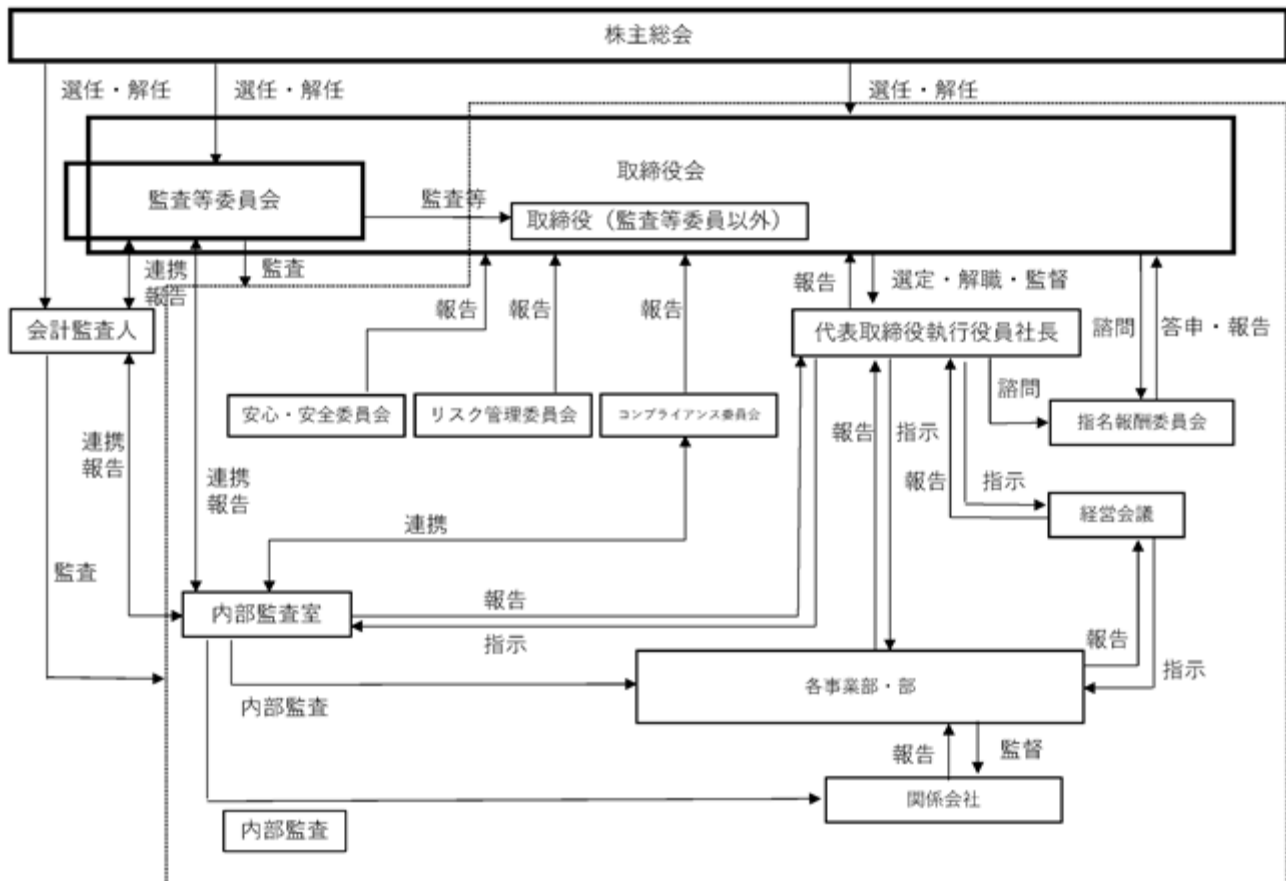 株主総会
選任・解任
選任・解任
選任・解任
取締役会
監査等委員会
監査等
取締役（監査等委員以外）
連携
報告
監査
報告
報告
報告
報告
選定・解職・監督
諮問
答申・報告
会計監査人
代表取締役執行役員社長
安心・安全委員会
リスク管理委員会
コンプライアンス委員会
諮問
指名報酬委員会
連携
報告
連携
報告
報告
指示
報告
指示
経営会議
連携
監査
内部監査室
報告
指示
報告
指示
各事業部・部
内部監査
報告
監督
関係会社
内部監査